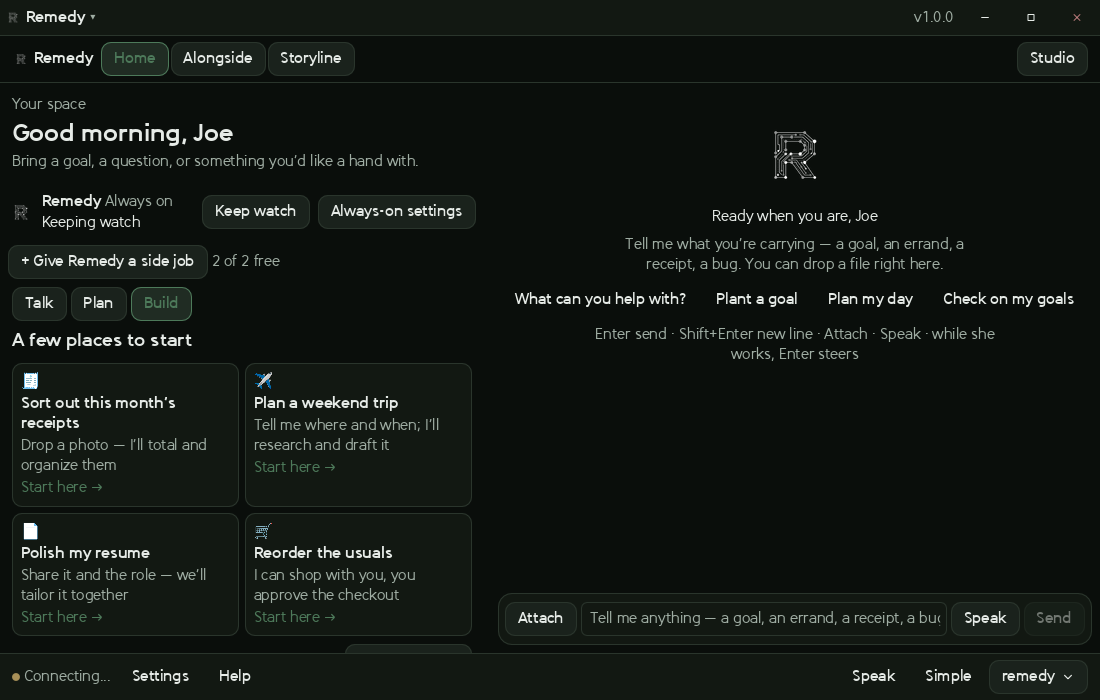 Remedy ▾
v1.0.0
Remedy
Home
Alongside
Storyline
Studio
Your space
Good morning, Joe
Bring a goal, a question, or something you'd like a hand with.
Remedy Always on
Keeping watch
Keep watch
Always-on settings
+ Give Remedy a side job
2 of 2 free
Talk
Plan
Build
A few places to start
Sort out this month's
receipts
Drop a photo — I'll total and
organize them
Start here →
Plan a weekend trip
Tell me where and when; I'll
research and draft it
Start here →
Polish my resume
Share it and the role — we'll
tailor it together
Start here →
Reorder the usuals
I can shop with you, you
approve the checkout
Start here →
Ready when you are, Joe
Tell me what you're carrying — a goal, an errand, a
receipt, a bug. You can drop a file right here.
What can you help with?
Plant a goal
Plan my day
Check on my goals
Enter send · Shift+Enter new line · Attach · Speak · while she
works, Enter steers
Attach
Tell me anything — a goal, an errand, a receipt, a bug
Speak
Send
Connecting...
Settings
Help
Speak
Simple
remedy